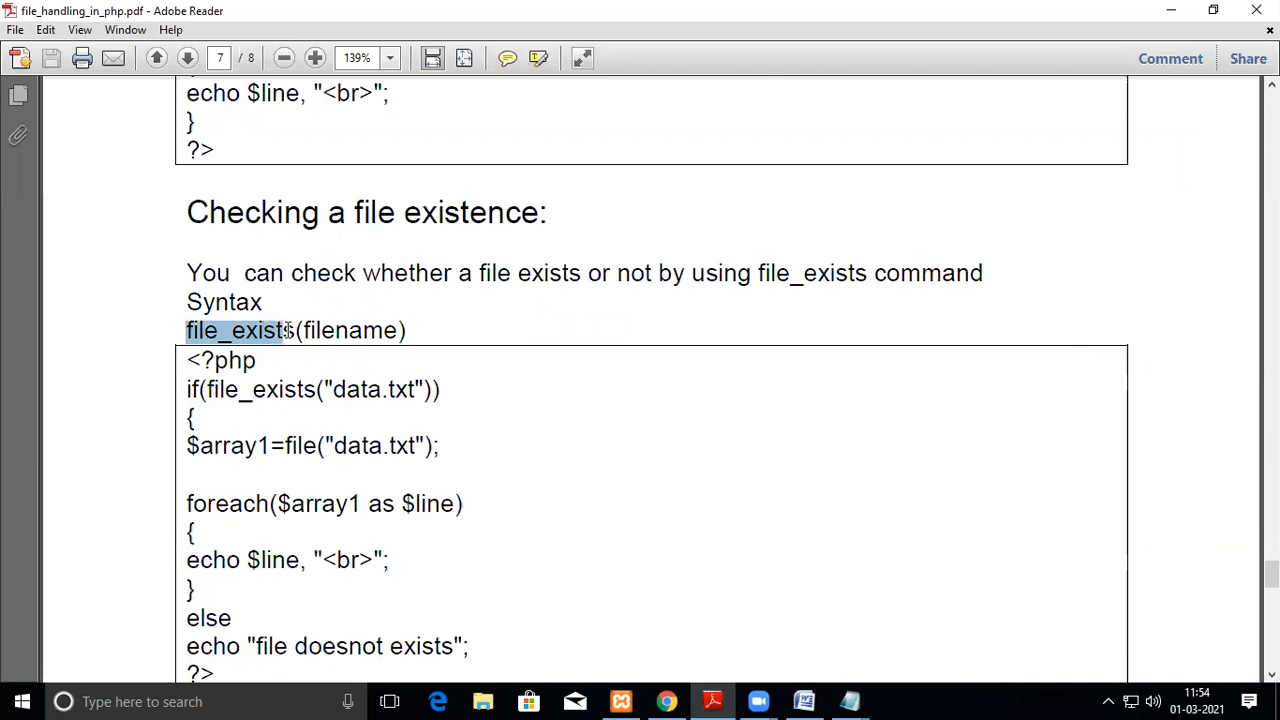 file_handling_in_php.pdf - Adobe Reader
File Edit View Window Help
7 / 8 139% Comment Share
echo $line, "<br>";
}
?>
Checking a file existence:
You can check whether a file exists or not by using file_exists command
Syntax
file_exists(filename)
<?php
if(file_exists("data.txt"))
{
$array1=file("data.txt");
foreach($array1 as $line)
{
echo $line, "<br>";
}
else
echo "file doesnot exists";
?>
Type here to search
11:54
01-03-2021